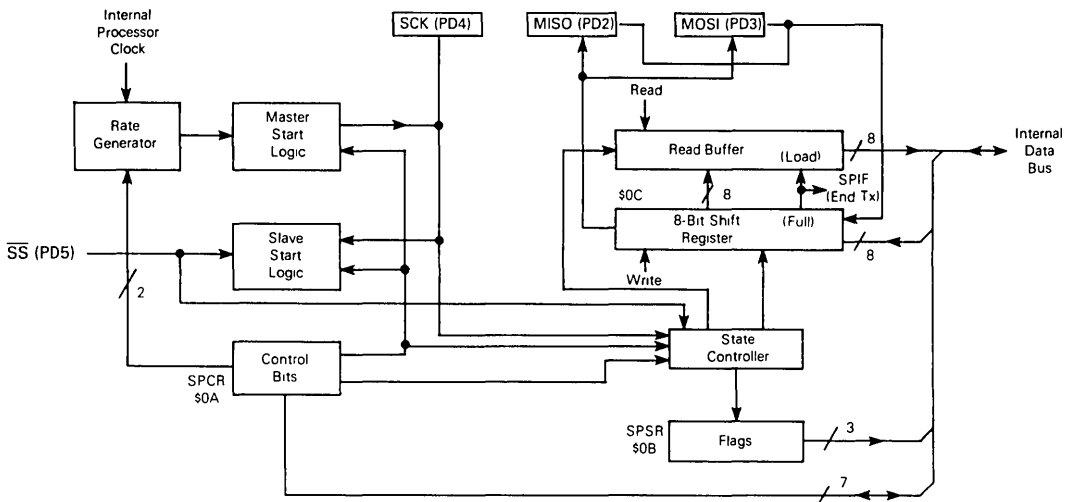 Internal
Processor
Clock
SCK (PD4)
MISO (PD2)
MOSI (PD3)
Read
Rate
Generator
Master
Start
Logic
Read Buffer
(Load)
8
Internal
Data
Bus
$0C
8
SPIF
(End Tx)
8-Bit Shift
Register
(Full)
8
SS (PD5)
Slave
Start
Logic
Write
2
State
Controller
SPCR
$0A
Control
Bits
SPSR
$0B
Flags
3
7